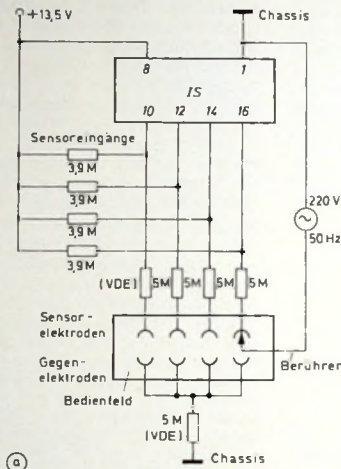 +13,5 V
Chassis
8 1
IS
10 12 14 16
Sensoreingänge
3,9 M
3,9 M
3,9 M
3,9 M
220 V
50 Hz
(VDE) 5M 5M 5M 5M
Sensor-
elektroden
Gegen-
elektroden
Berühren
Bedienfeld
5 M
(VDE)
Chassis
a